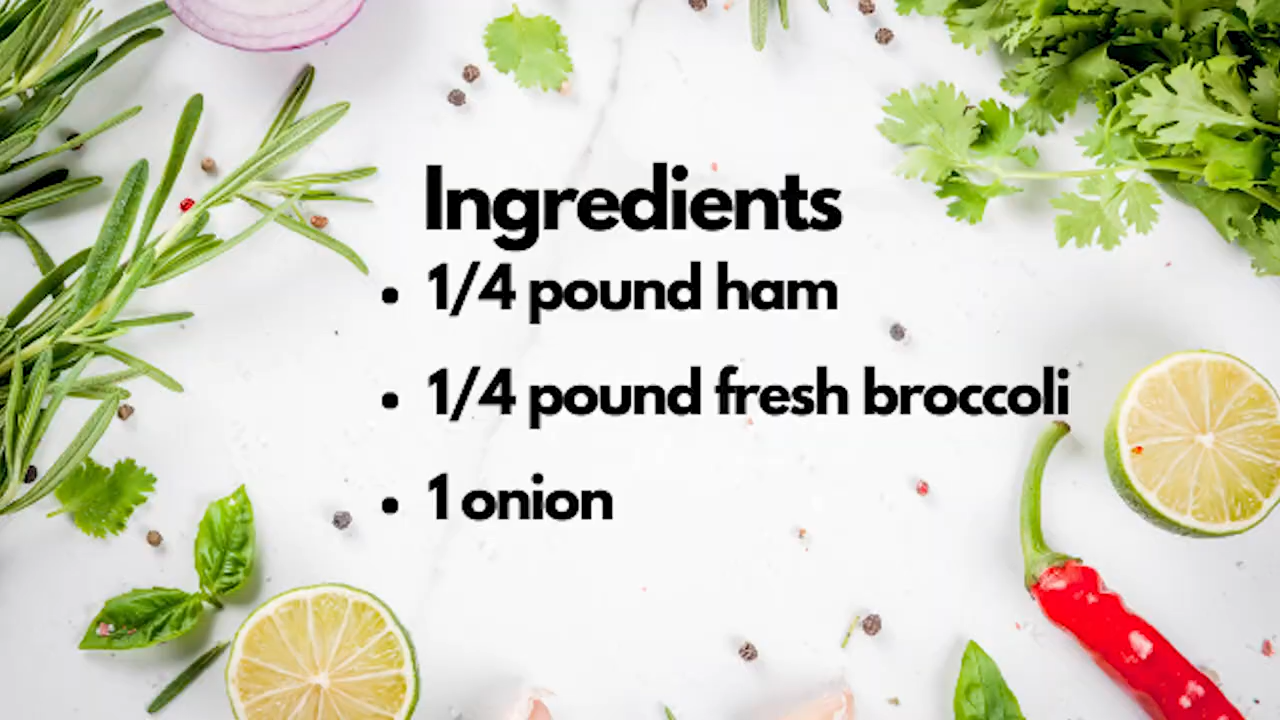 Ingredients
• 1/4 pound ham
• 1/4 pound fresh broccoli
• 1 onion